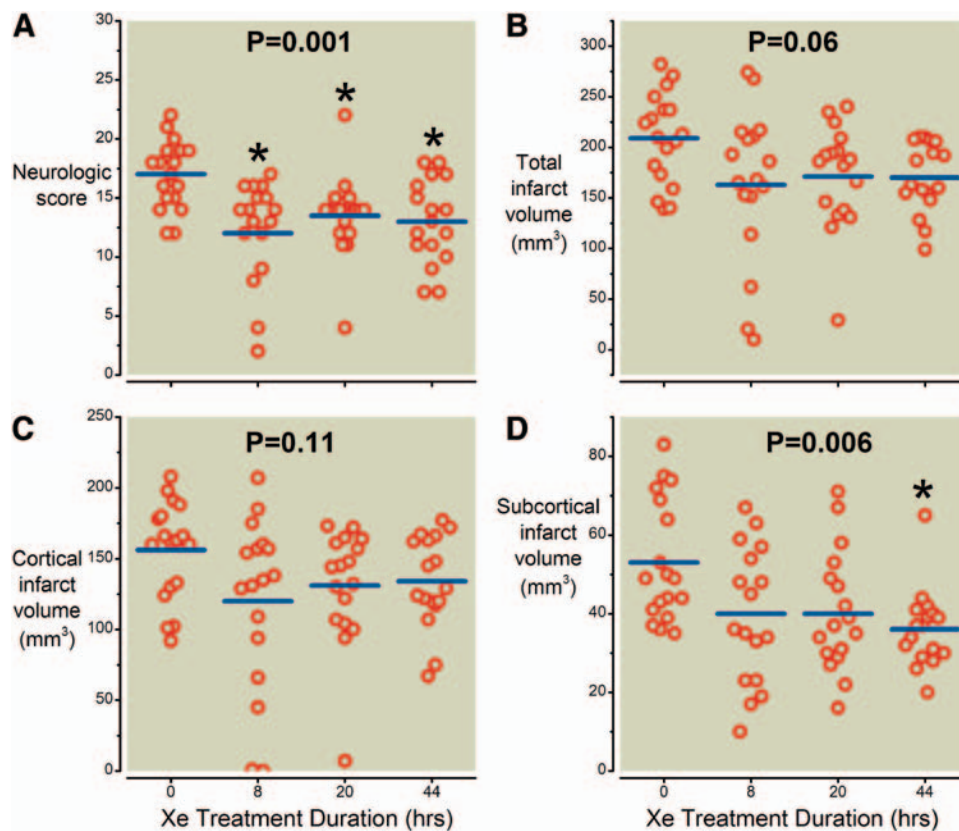 A
P=0.001
30
25
20
15
10
5
0
Neurologic
score
*
*
*
B
P=0.06
300
250
200
150
100
50
0
Total
infarct
volume
(mm³)
C
P=0.11
250
200
150
100
50
0
Cortical
infarct
volume
(mm³)
0
8
20
44
Xe Treatment Duration (hrs)
D
P=0.006
80
60
40
20
0
Subcortical
infarct
volume
(mm³)
*
0
8
20
44
Xe Treatment Duration (hrs)